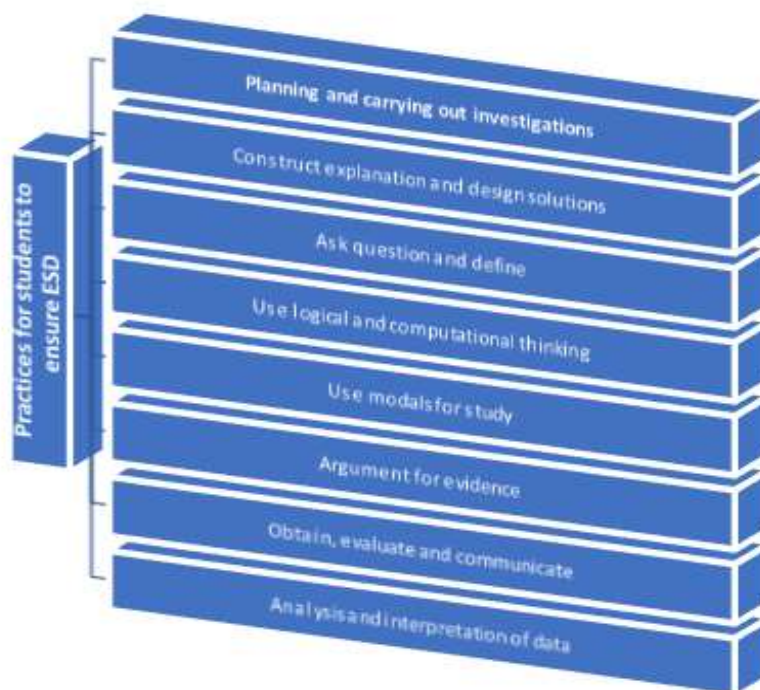 Practices for students to
ensure ESD
Planning and carrying out investigations
Construct explanation and design solutions
Ask question and define
Use logical and computational thinking
Use modals for study
Argument for evidence
Obtain, evaluate and communicate
Analysis and interpretation of data